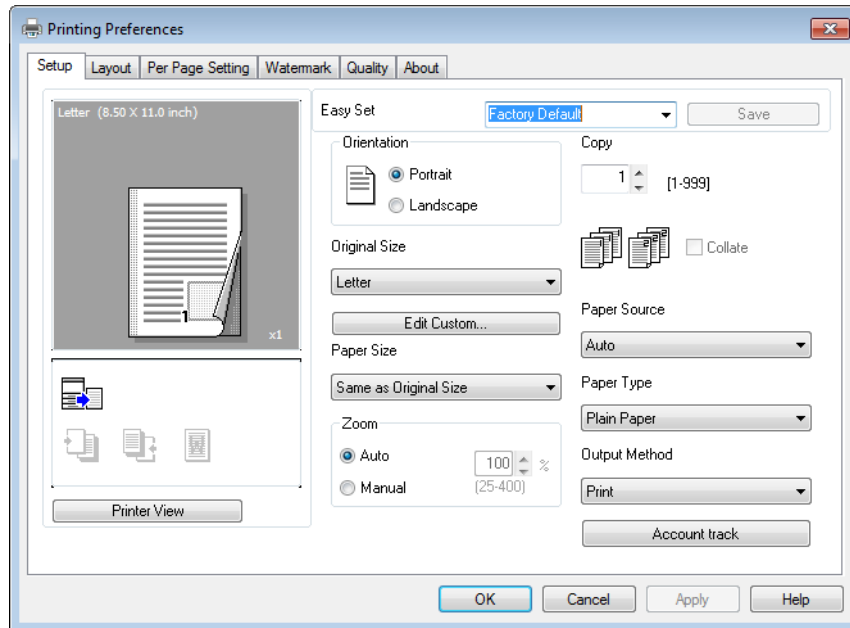 Printing Preferences
Setup
Layout
Per Page Setting
Watermark
Quality
About
Letter (8.50 X 11.0 inch)
1
x1
Printer View
Easy Set
Factory Default
Save
Orientation
Portrait
Landscape
Original Size
Letter
Edit Custom...
Paper Size
Same as Original Size
Zoom
Auto
100 %
Manual
(25-400)
Copy
1
[1-999]
Collate
Paper Source
Auto
Paper Type
Plain Paper
Output Method
Print
Account track
OK
Cancel
Apply
Help